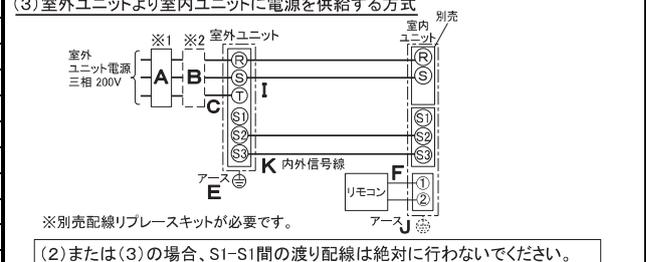 (3)室外ユニットより室内ユニットに電源を供給する方式
別売
※1 ※2 室外ユニット
室内
ユニット
室外
ユニット電源
三相 200V
A B
C
R
S
T
S1
S2
S3
I
R
S
S1
S2
S3
K 内外信号線
アース
E
F
リモコン
①
②
アース J
※別売配線リプレースキットが必要です。
(2)または(3)の場合、S1-S1間の渡り配線は絶対に行わないでください。